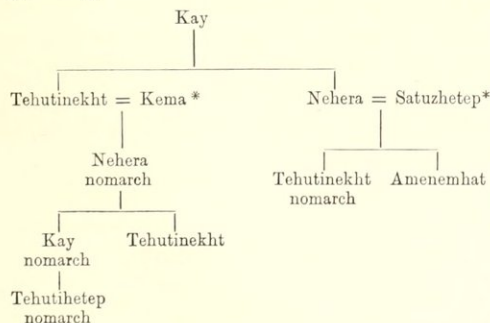 Kay
Tehutinekht = Kema * Nehera = Satuzhetep*
Nehera Tehutinekht Amenemhat
nomarch nomarch
Kay Tehutinekht
nomarch
Tehutihetep
nomarch